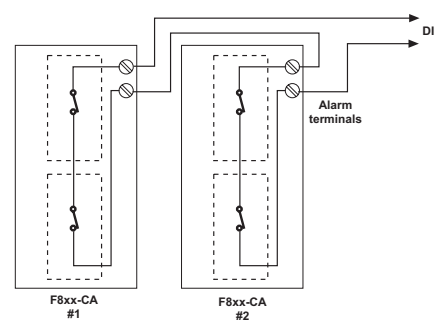 DI
Alarm
terminals
F8xx-CA
#1
F8xx-CA
#2